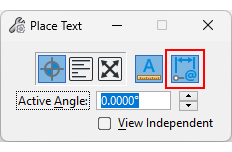 Place Text
A
@
Active Angle: 0.0000°
View Independent